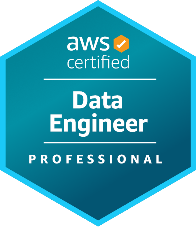 aws
certified
Data
Engineer
PROFESSIONAL